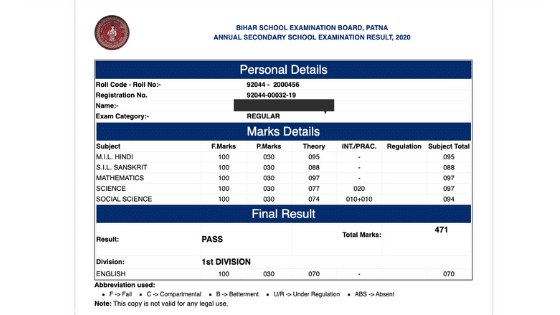 BIHAR SCHOOL EXAMINATION BOARD, PATNA
ANNUAL SECONDARY SCHOOL EXAMINATION RESULT, 2020
Personal Details
Roll Code - Roll No:- 92044 - 2000456
Registration No. 92044-00032-19
Name:-
Exam Category:- REGULAR
Marks Details
Subject F.Marks P.Marks Theory INT./PRAC. Regulation Subject Total
M.I.L. HINDI 100 030 095 - 095
S.I.L. SANSKRIT 100 030 088 - 088
MATHEMATICS 100 030 097 - 097
SCIENCE 100 030 077 020 097
SOCIAL SCIENCE 100 030 074 010+010 094
Final Result
Result: PASS Total Marks: 471
Division: 1st DIVISION
ENGLISH 100 030 070 - 070
Abbreviation used:
• F -> Fail • C -> Compartmental • B -> Betterment • U/R -> Under Regulation • ABS -> Absent
Note: This copy is not valid for any legal use.